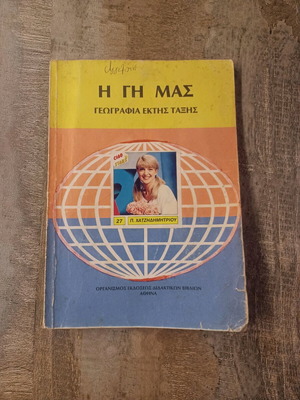 Η ΓΗ ΜΑΣ
ΓΕΩΓΡΑΦΙΑ ΕΚΤΗΣ ΤΑΞΗΣ
27 Π. ΧΑΤΖΗΔΗΜΗΤΡΙΟΥ
ΟΡΓΑΝΙΣΜΟΣ ΕΚΔΟΣΕΩΣ ΔΙΔΑΚΤΙΚΩΝ ΒΙΒΛΙΩΝ
ΑΘΗΝΑ